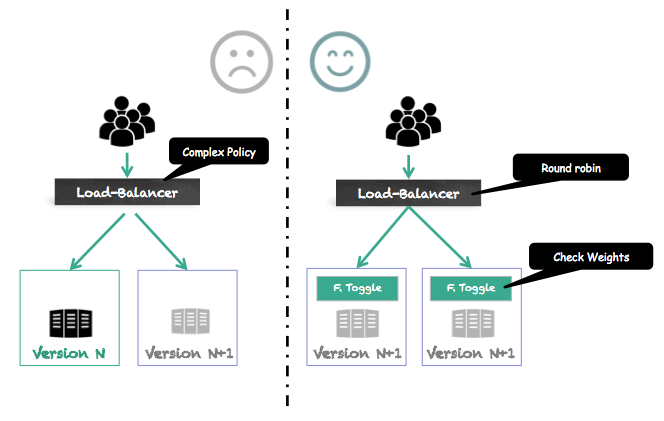 Complex Policy
Load-Balancer
Version N
Version N+1
Round robin
Load-Balancer
Check Weights
F. Toggle
F. Toggle
Version N+1
Version N+1